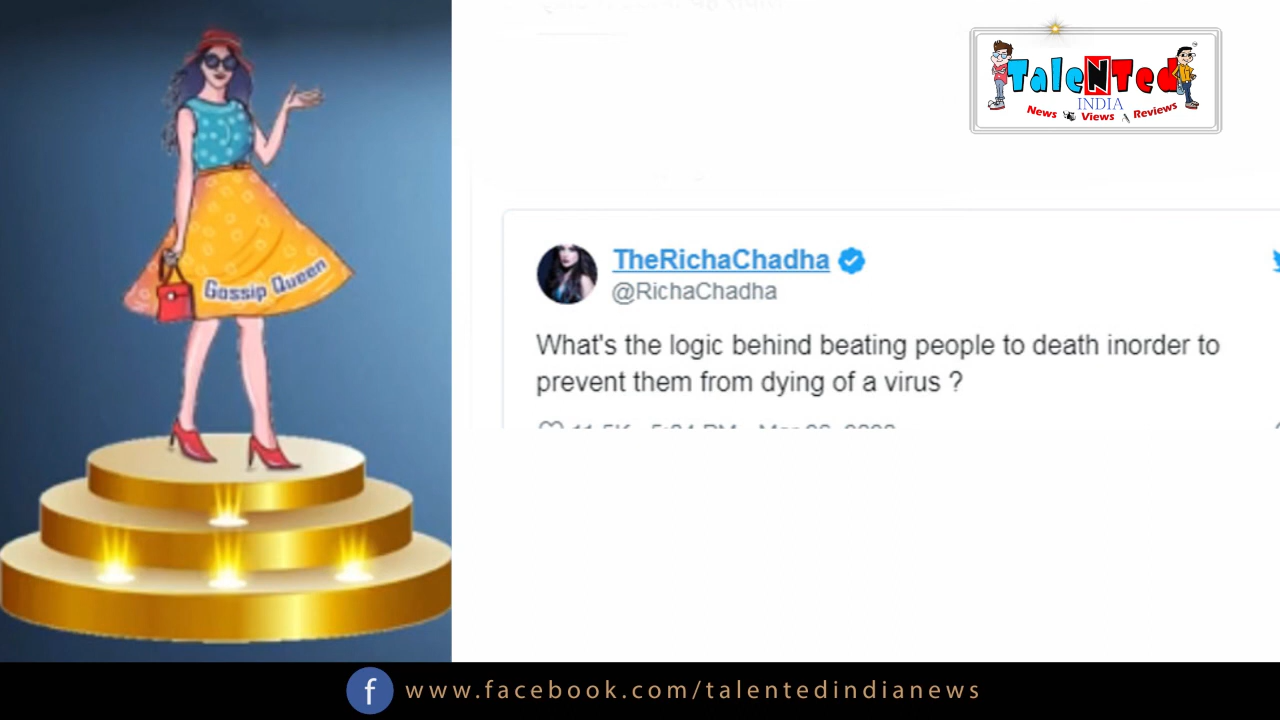 TaleNTed
INDIA
News Views Reviews
Gossip Queen
TheRichaChadha
@RichaChadha
What's the logic behind beating people to death inorder to
prevent them from dying of a virus ?
f www.facebook.com/talentedindianews